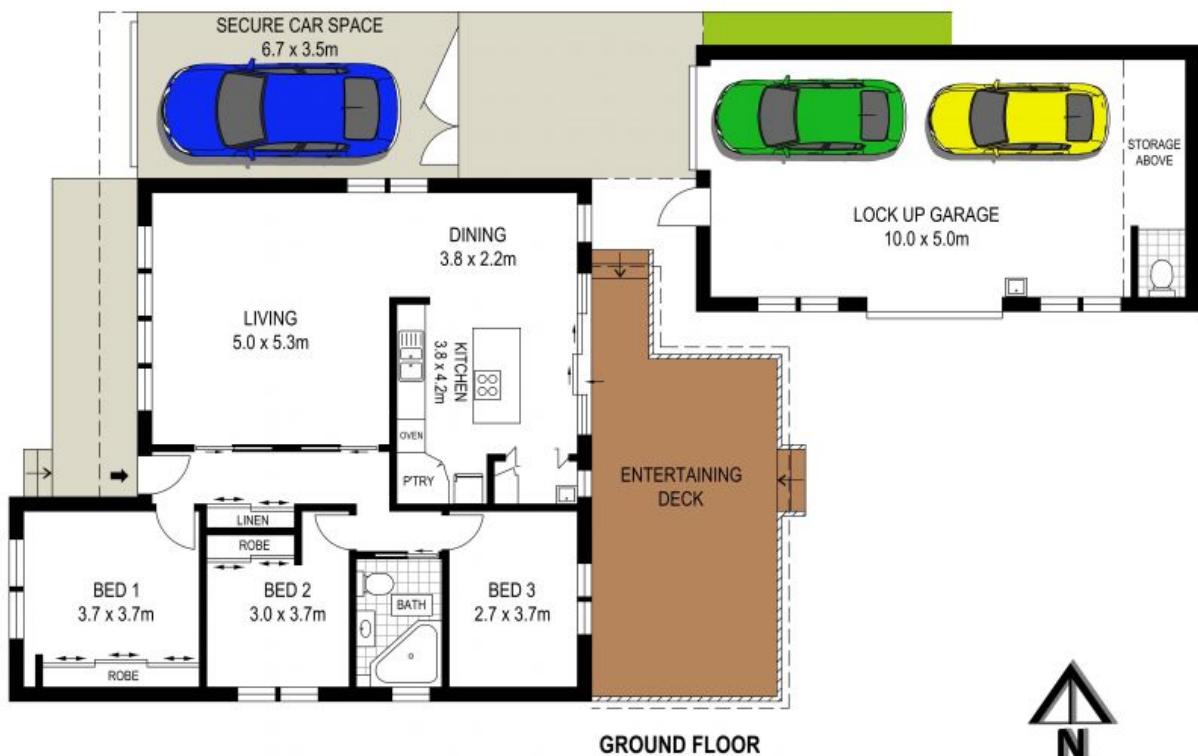 SECURE CAR SPACE
6.7 x 3.5m
STORAGE
ABOVE
LOCK UP GARAGE
10.0 x 5.0m
DINING
3.8 x 2.2m
LIVING
5.0 x 5.3m
KITCHEN
3.8 x 4.2m
OVEN
P'TRY
ENTERTAINING
DECK
LINEN
ROBE
BED 1
3.7 x 3.7m
BED 2
3.0 x 3.7m
BATH
BED 3
2.7 x 3.7m
ROBE
GROUND FLOOR
N